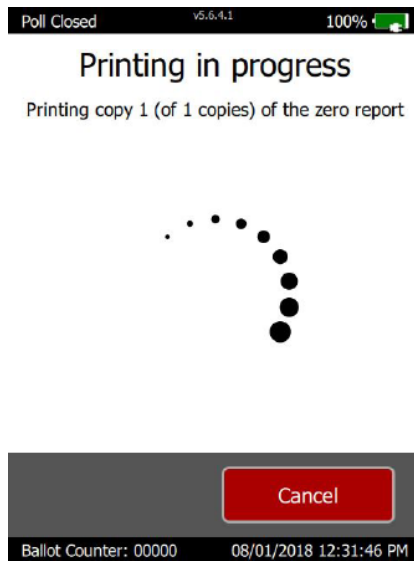 Poll Closed v5.6.4.1 100%
Printing in progress
Printing copy 1 (of 1 copies) of the zero report
Cancel
Ballot Counter: 00000 08/01/2018 12:31:46 PM